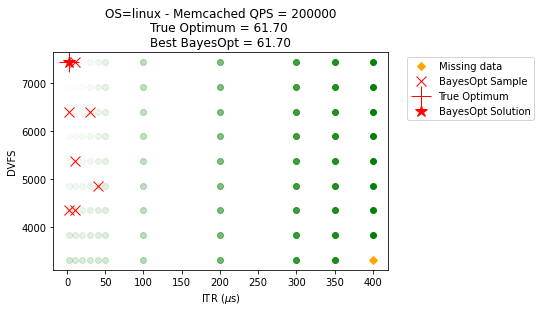 OS=linux - Memcached QPS = 200000
True Optimum = 61.70
Best BayesOpt = 61.70
Missing data
BayesOpt Sample
True Optimum
BayesOpt Solution
DVFS
7000
6000
5000
4000
0 50 100 150 200 250 300 350 400
ITR (μs)